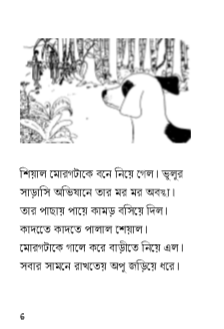 শিয়াল মোরগটাকে বনে নিয়ে গেল। ভুলুর
সাড়াসি অভিযানে তার মর মর অবস্থা।
তার পাছায় পায়ে কামড় বসিয়ে দিল।
কাদতে কাদতে পালাল শেয়াল।
মোরগটাকে গালে করে বাড়ীতে নিয়ে এল।
সবার সামনে রাখতেয় অপু জড়িয়ে ধরে।
6